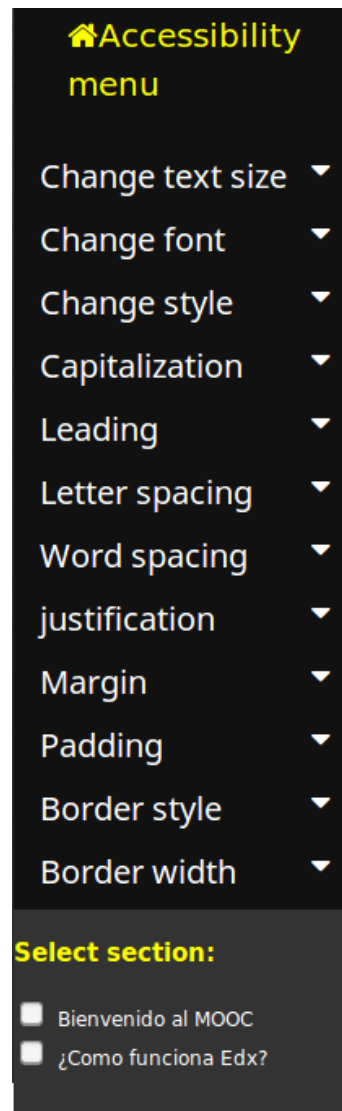 Accessibility
menu
Change text size
Change font
Change style
Capitalization
Leading
Letter spacing
Word spacing
justification
Margin
Padding
Border style
Border width
Select section:
Bienvenido al MOOC
¿Como funciona Edx?